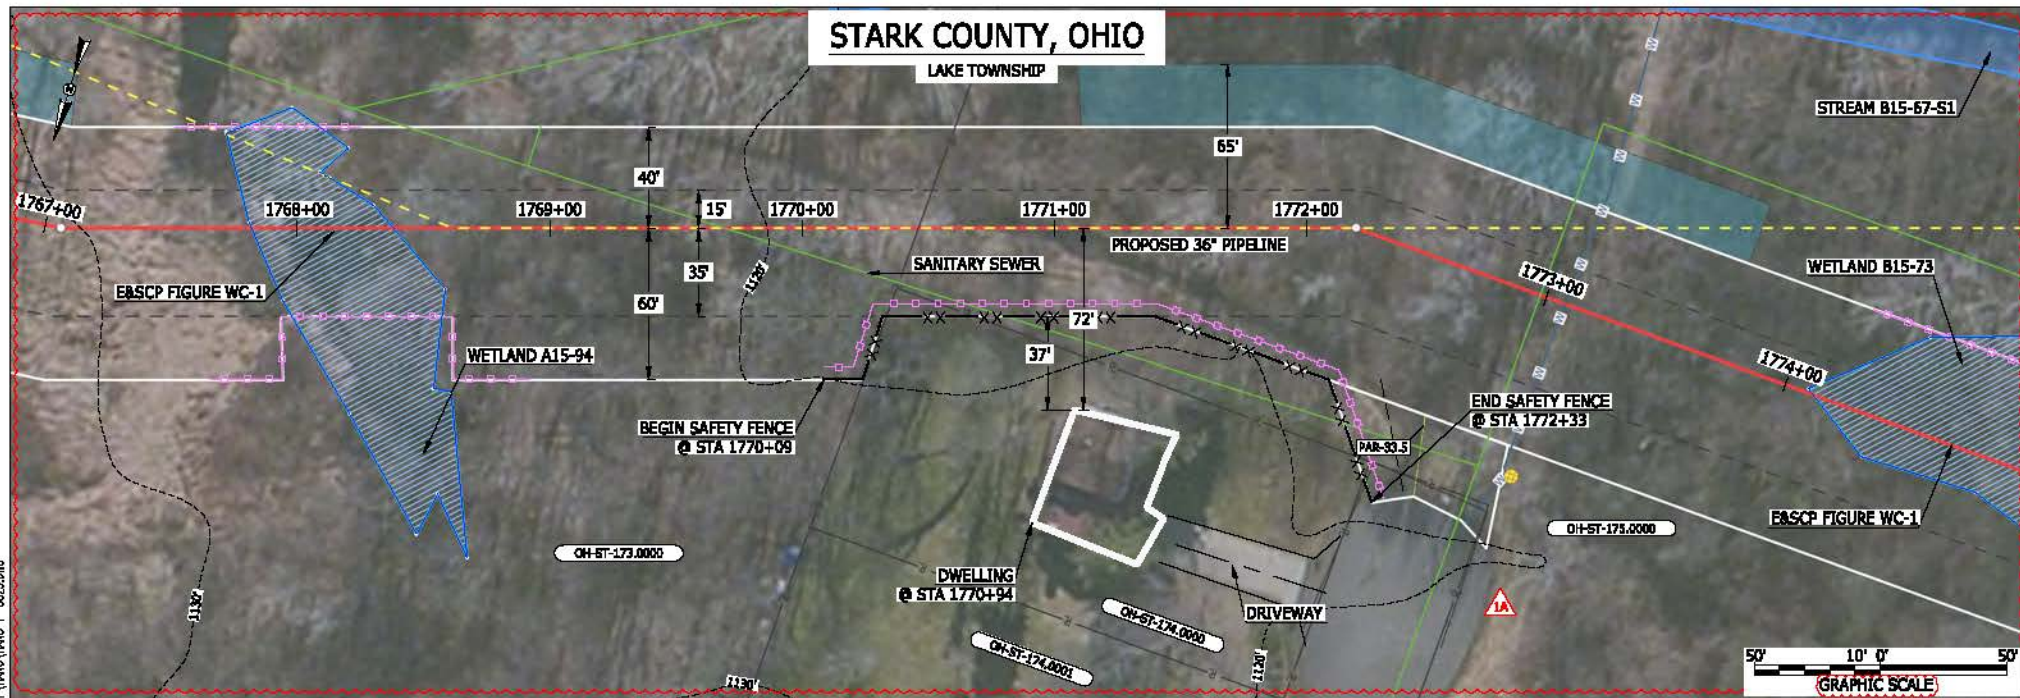 STARK COUNTY, OHIO
LAKE TOWNSHIP
STREAM B15-67-S1
65'
40'
15'
1767+00
1768+00
1769+00
1770+00
1771+00
1772+00
PROPOSED 36" PIPELINE
SANITARY SEWER
WETLAND B15-73
1773+00
35'
1120'
E&SCP FIGURE WC-1
60'
72'
37'
WETLAND A15-94
1774+00
BEGIN SAFETY FENCE
@ STA 1770+09
END SAFETY FENCE
@ STA 1772+33
PAR-33.5
E&SCP FIGURE WC-1
OH-ST-173.0000
OH-ST-175.0000
DWELLING
@ STA 1770+94
DRIVEWAY
1A
1130'
OH-ST-174.0000
OH-ST-174.0001
1130'
1120'
50' 10' 0' 50'
GRAPHIC SCALE
W
W
W
W
W
W
W
W